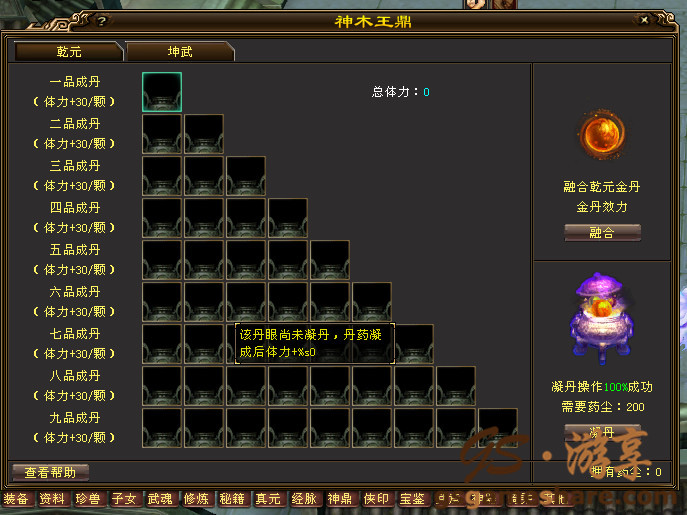 ?
神木王鼎
乾元
坤武
一品成丹
(体力+30/颗)
二品成丹
(体力+30/颗)
三品成丹
(体力+30/颗)
四品成丹
(体力+30/颗)
五品成丹
(体力+30/颗)
六品成丹
(体力+30/颗)
七品成丹
(体力+30/颗)
八品成丹
(体力+30/颗)
九品成丹
(体力+30/颗)
总体力：0
该丹眼尚未凝丹，丹药凝
成后体力+%s0
融合乾元金丹
金丹效力
融合
凝丹操作100%成功
需要药尘：200
凝丹
拥有药尘：0
查看帮助
装备 资料 珍兽 子女 武魂 修炼 秘籍 真元 经脉 神鼎 侠印 宝鉴
游享